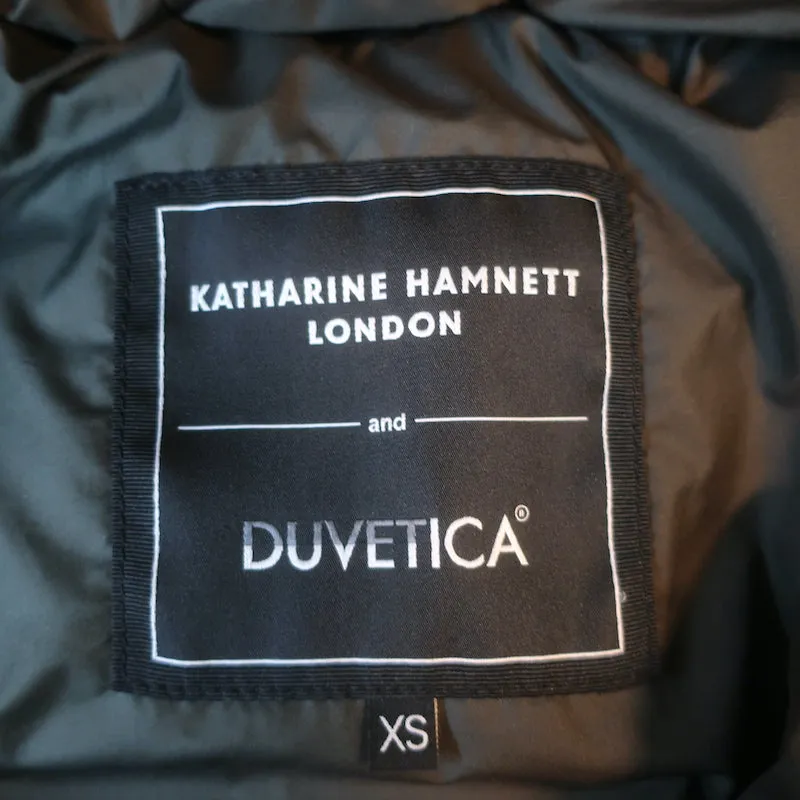 KATHARINE HAMNETT
LONDON
and
DUVETICA®
XS